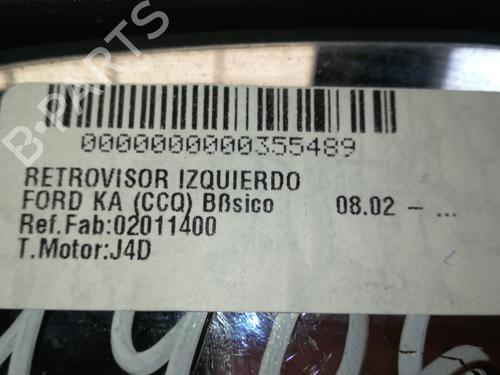 0000000000355489
RETROVISOR IZQUIERDO
FORD KA (CCQ) Bßsico 08.02 - ...
Ref.Fab:02011400
T.Motor:J4D
B-PARTS